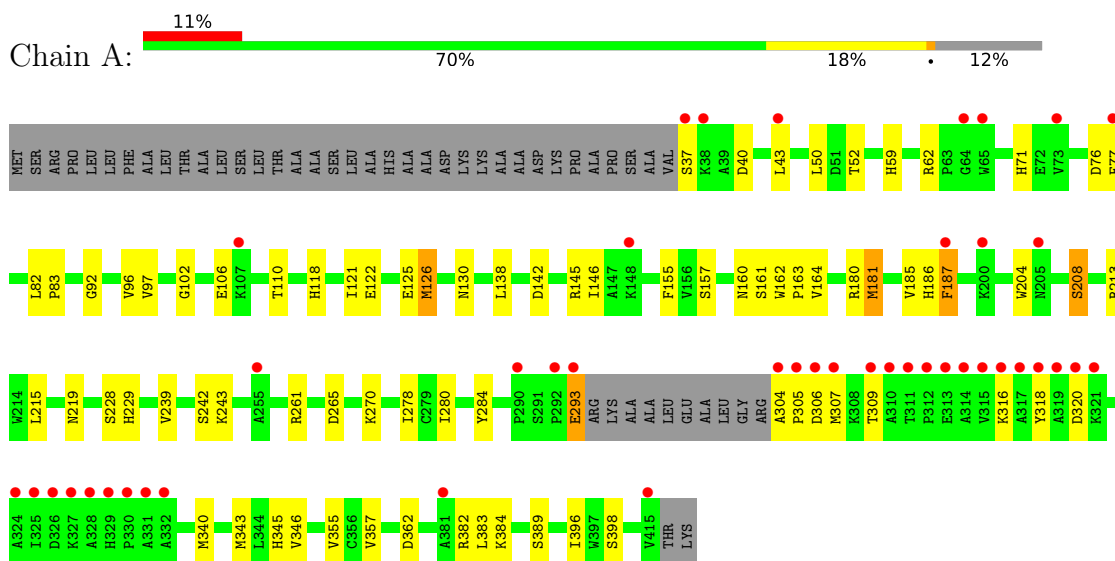 11%
Chain A:
70% 18% • 12%
MET SER ARG PRO LEU LEU PHE ALA LEU THR ALA LEU SER LEU THR ALA ALA SER LEU ALA HIS ALA ALA ASP LYS LYS ALA ALA ASP LYS PRO ALA PRO SER ALA VAL S37 K38 A39 D40 L43 L50 D51 T52 H59 R62 P63 G64 W65 H71 E72 V73 D76
L82 P83 G92 V96 V97 G102 E106 K107 T110 H118 I121 E122 E125 M126 N130 L138 D142 R145 I146 A147 K148 F155 V156 S157 N160 S161 W162 P163 V164 R180 M181 V185 H186 F187 K200 W204 N205 S208
W214 L215 N219 S228 H229 V239 S242 K243 A255 R261 D265 K270 I278 C279 I280 Y284 P290 S291 P292 E293 ARG LYS ALA ALA LEU GLU ALA LEU GLY ARG A304 P305 D306 M307 K308 T309 A310 T311 P312 E313 A314 V315 K316 A317 Y318 A319 D320 K321
A324 I325 D326 K327 A328 H329 P330 A331 A332 M340 M343 L344 H345 V346 V355 C356 V357 D362 A381 R382 L383 K384 S389 I396 W397 S398 V415 THR LYS